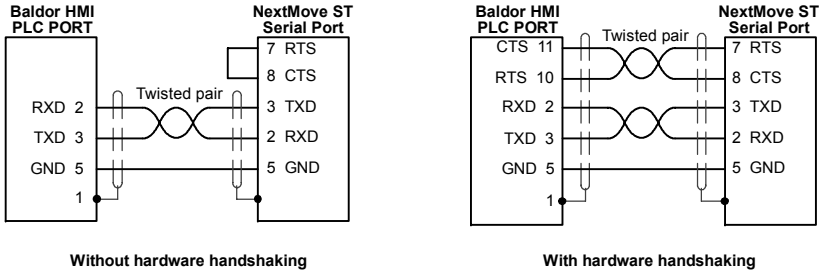 Baldor HMI
PLC PORT
NextMove ST
Serial Port
7 RTS
8 CTS
Twisted pair
RXD 2
3 TXD
TXD 3
2 RXD
GND 5
5 GND
1
Without hardware handshaking
Baldor HMI
PLC PORT
NextMove ST
Serial Port
CTS 11
Twisted pair
7 RTS
RTS 10
8 CTS
RXD 2
3 TXD
TXD 3
2 RXD
GND 5
5 GND
1
With hardware handshaking